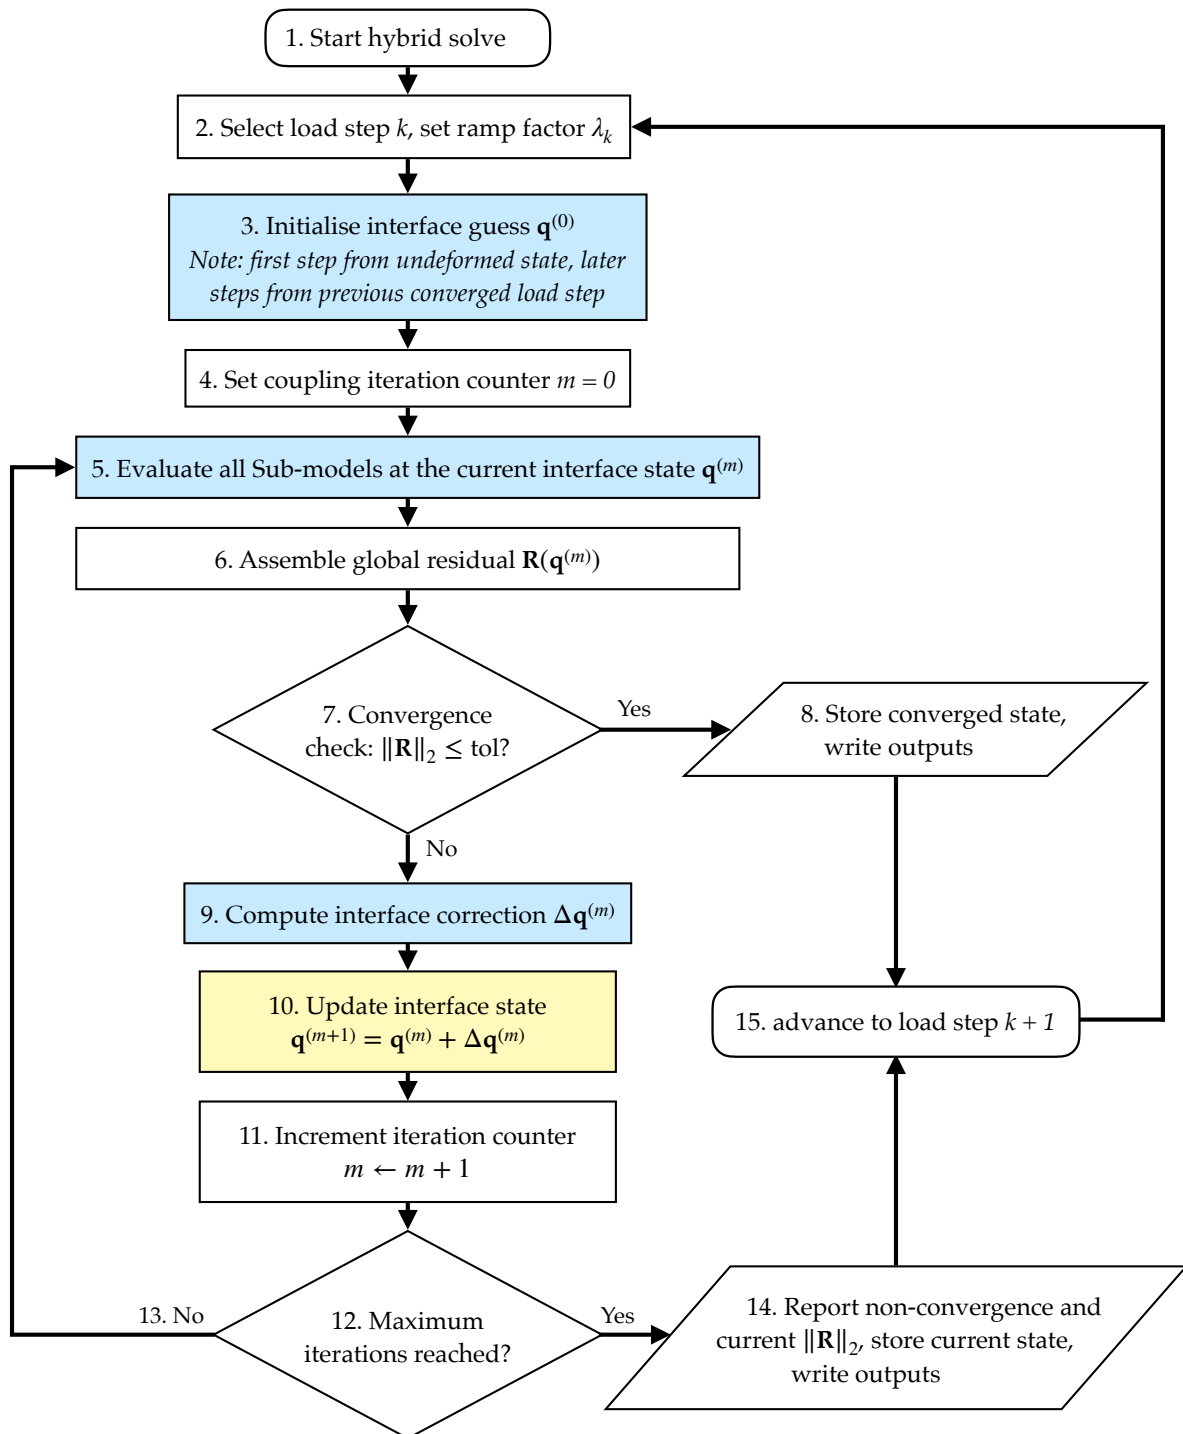 1. Start hybrid solve
2. Select load step k, set ramp factor λₖ
3. Initialise interface guess 𝐪⁽⁰⁾
Note: first step from undeformed state, later
steps from previous converged load step
4. Set coupling iteration counter m = 0
5. Evaluate all Sub-models at the current interface state 𝐪⁽ᵐ⁾
6. Assemble global residual 𝐑(𝐪⁽ᵐ⁾)
7. Convergence
check: ‖𝐑‖₂ ≤ tol?
Yes
8. Store converged state,
write outputs
No
9. Compute interface correction Δ𝐪⁽ᵐ⁾
10. Update interface state
𝐪⁽ᵐ⁺¹⁾ = 𝐪⁽ᵐ⁾ + Δ𝐪⁽ᵐ⁾
15. advance to load step k + 1
11. Increment iteration counter
m ← m + 1
13. No
12. Maximum
iterations reached?
Yes
14. Report non-convergence and
current ‖𝐑‖₂, store current state,
write outputs